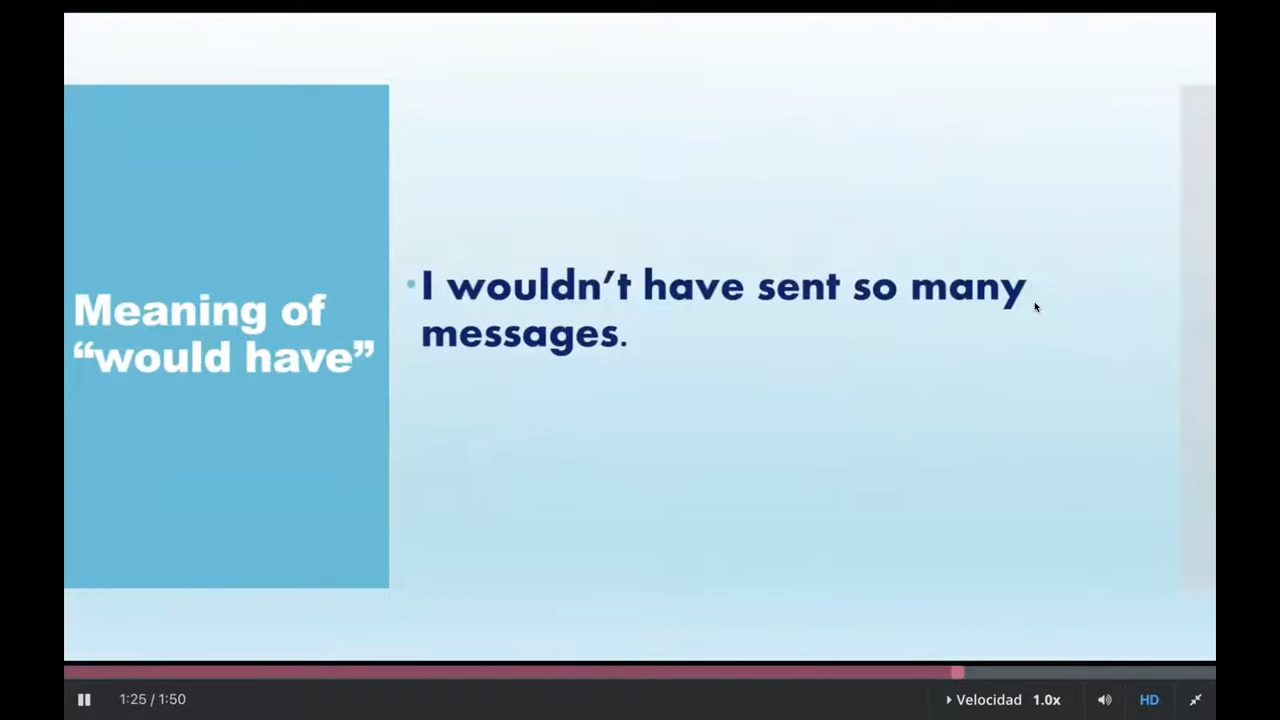 Meaning of
“would have”
• I wouldn’t have sent so many
messages.
1:25 / 1:50
Velocidad 1.0x
HD